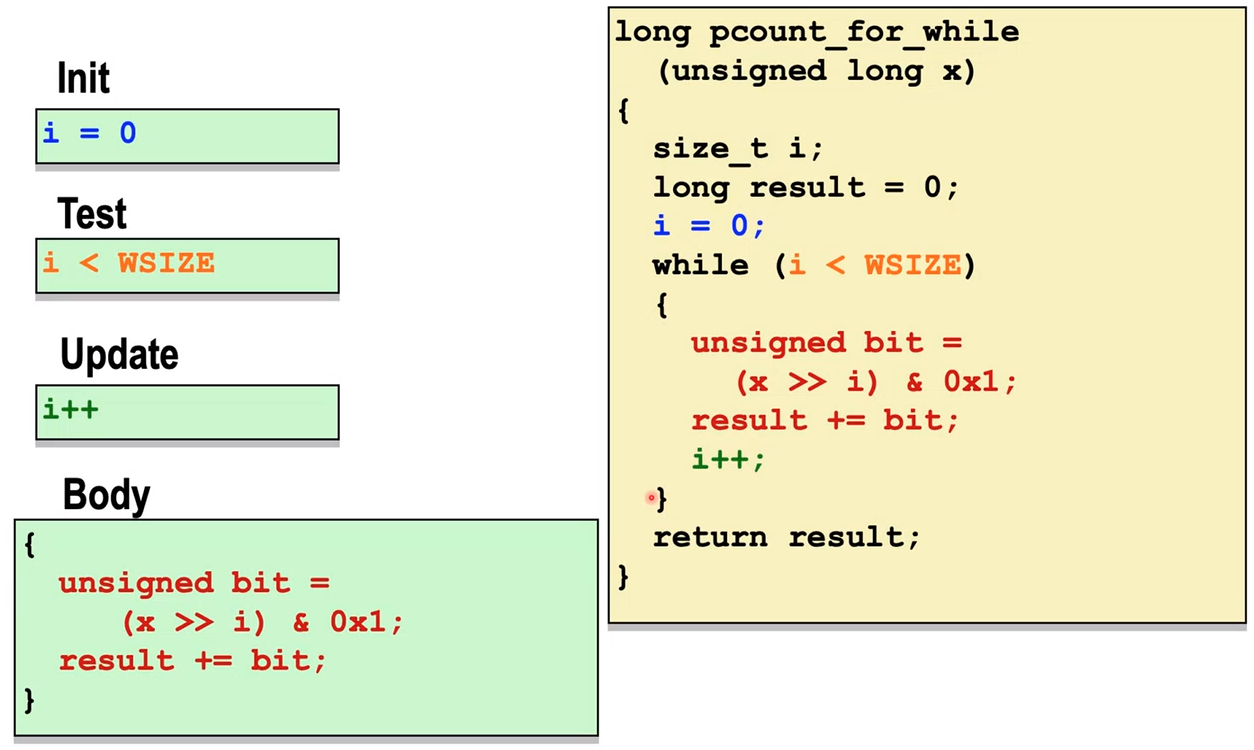 Init
i = 0
Test
i < WSIZE
Update
i++
Body
{
unsigned bit =
(x >> i) & 0x1;
result += bit;
}
long pcount_for_while
(unsigned long x)
{
size_t i;
long result = 0;
i = 0;
while (i < WSIZE)
{
unsigned bit =
(x >> i) & 0x1;
result += bit;
i++;
}
return result;
}